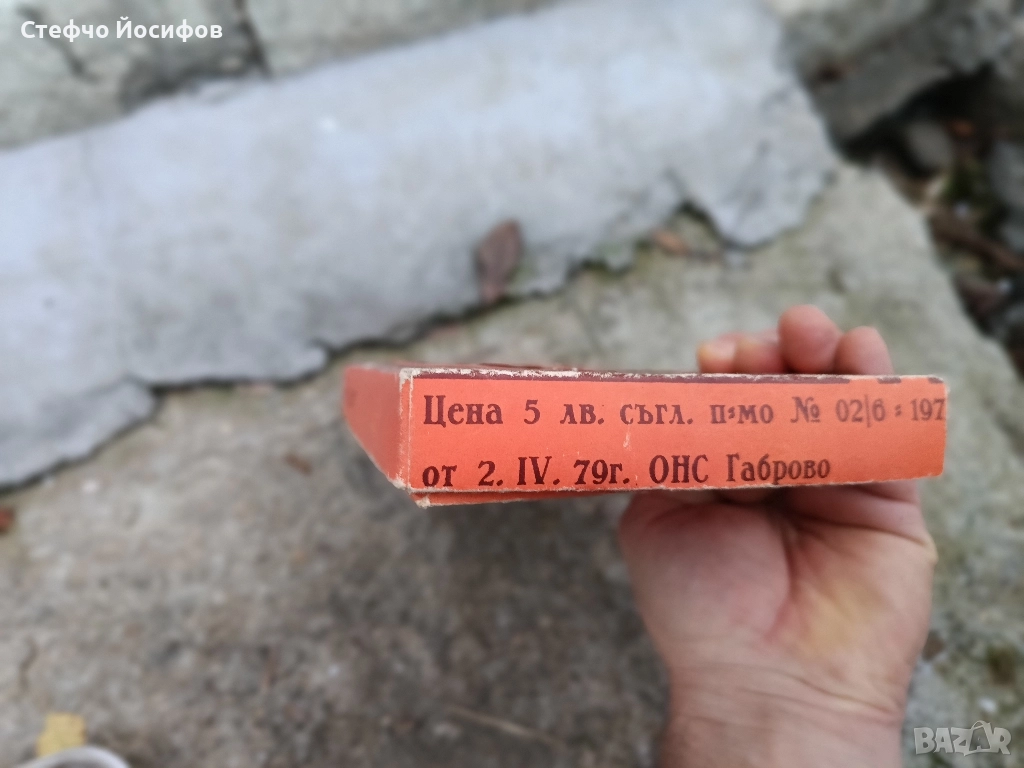 Стефчо Йосифов
Цена 5 лв. съгл. п=мо № 02|6 = 197
от 2. IV. 79г. ОНС Габрово
BAZAR